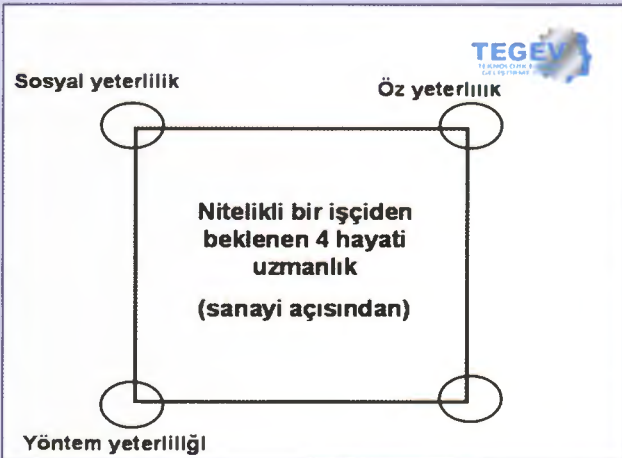 TEGEV
Sosyal yeterlilik
Öz yeterlilik
Nitelikli bir işçiden
beklenen 4 hayati
uzmanlık
(sanayi açısından)
Yöntem yeterliliği